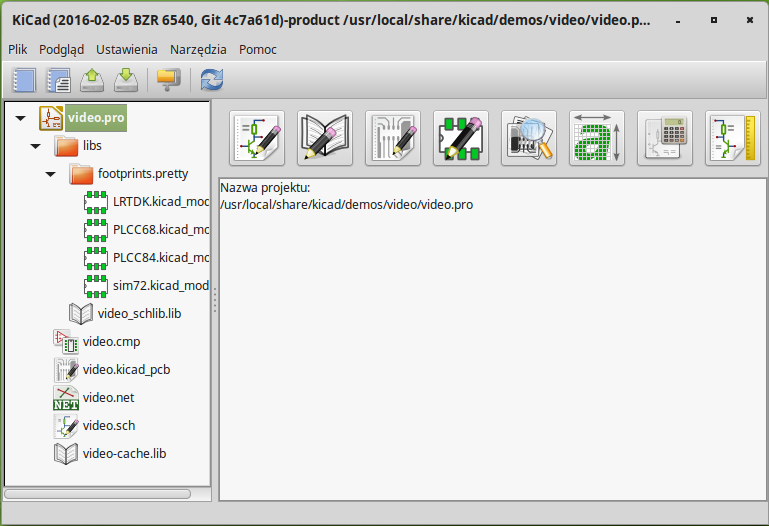 KiCad (2016-02-05 BZR 6540, Git 4c7a61d)-product /usr/local/share/kicad/demos/video/video.p...
Plik Podgląd Ustawienia Narzędzia Pomoc
video.pro
libs
footprints.pretty
LRTDK.kicad_mod
PLCC68.kicad_mo
PLCC84.kicad_mo
sim72.kicad_mod
video_schlib.lib
video.cmp
video.kicad_pcb
NET
video.net
video.sch
video-cache.lib
a
Nazwa projektu:
/usr/local/share/kicad/demos/video/video.pro